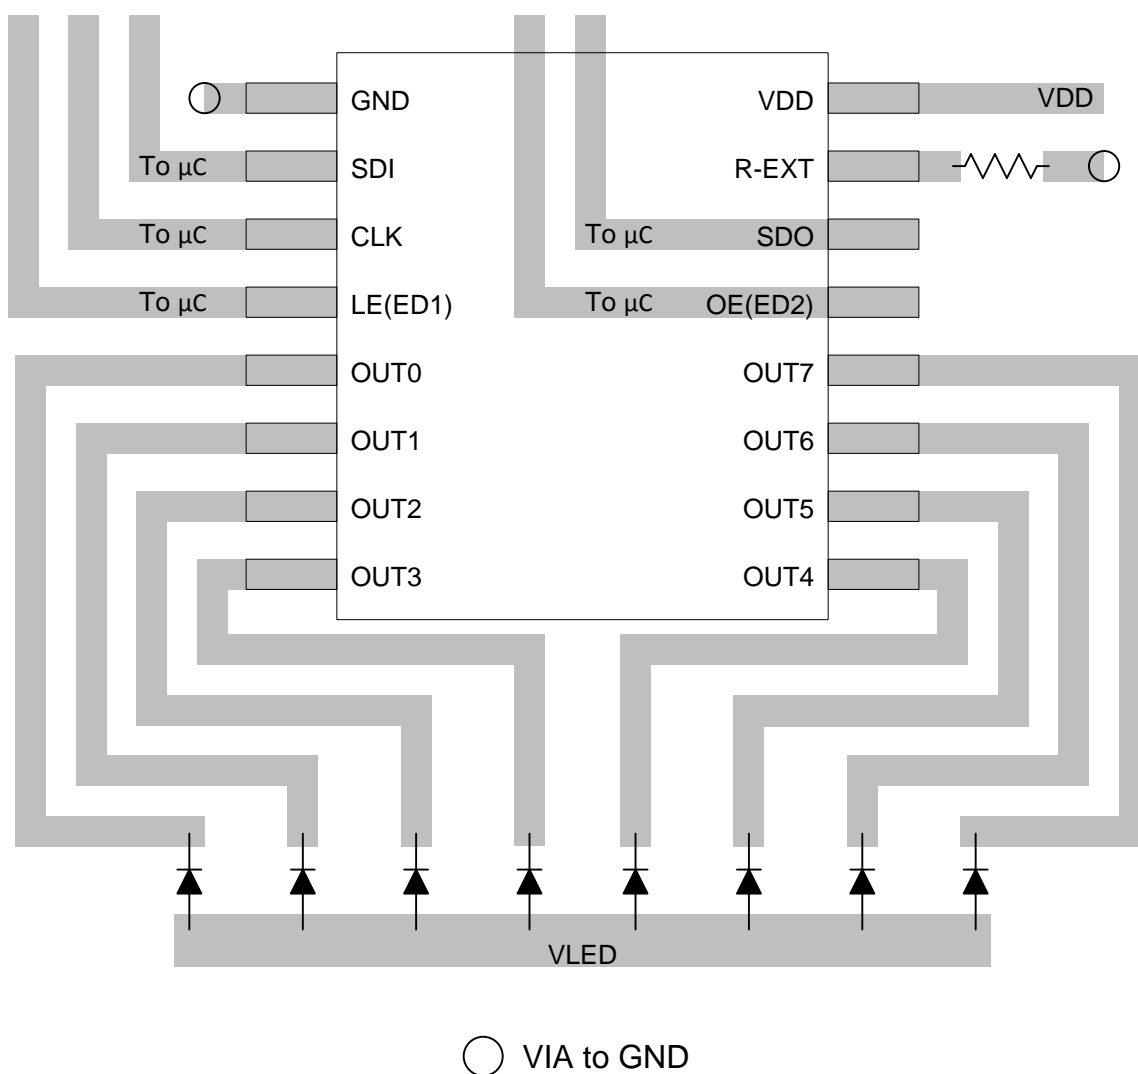 GND VDD VDD
To µC SDI R-EXT
To µC CLK To µC SDO
To µC LE(ED1) To µC OE(ED2)
OUT0 OUT7
OUT1 OUT6
OUT2 OUT5
OUT3 OUT4
VLED
VIA to GND